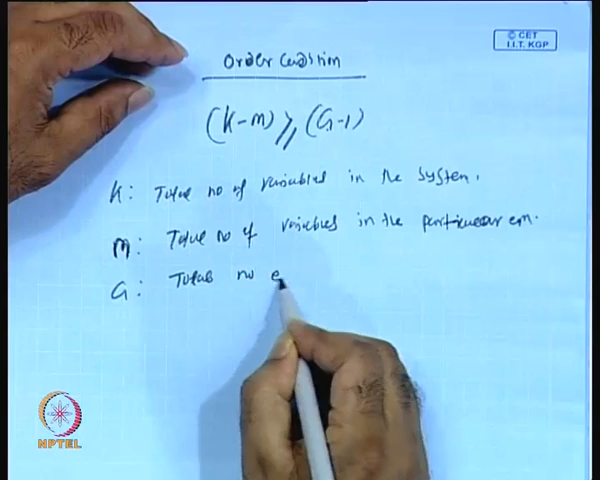 © CET
I.I.T. KGP
Order Condition
(K-m) ⩾ (G-1)
K: Total no of variables in the system.
m: Total no of variables in the particular eqn.
G: Total no e
NPTEL